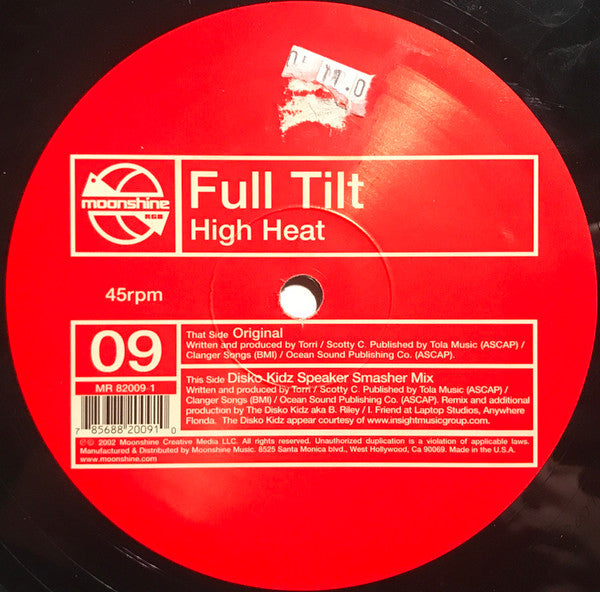 11.0
moonshine
RGB
Full Tilt
High Heat
45rpm
09
MR 82009-1
7 85688 20091 0
That Side Original
Written and produced by Torri / Scotty C. Published by Tola Music (ASCAP) /
Clanger Songs (BMI) / Ocean Sound Publishing Co. (ASCAP).
This Side Disko Kidz Speaker Smasher Mix
Written and produced by Torri / Scotty C. Published by Tola Music (ASCAP) /
Clanger Songs (BMI) / Ocean Sound Publishing Co. (ASCAP). Remix and additional
production by The Disko Kidz aka B. Riley / I. Friend at Laptop Studios, Anywhere
Florida. The Disko Kidz appear courtesy of www.insightmusicgroup.com.
℗© 2002 Moonshine Creative Media LLC. All rights reserved. Unauthorized duplication is a violation of applicable laws.
Manufactured & Distributed by Moonshine Music. 8525 Santa Monica blvd., West Hollywood, Ca 90069. Made in the U.S.A.
www.moonshine.com